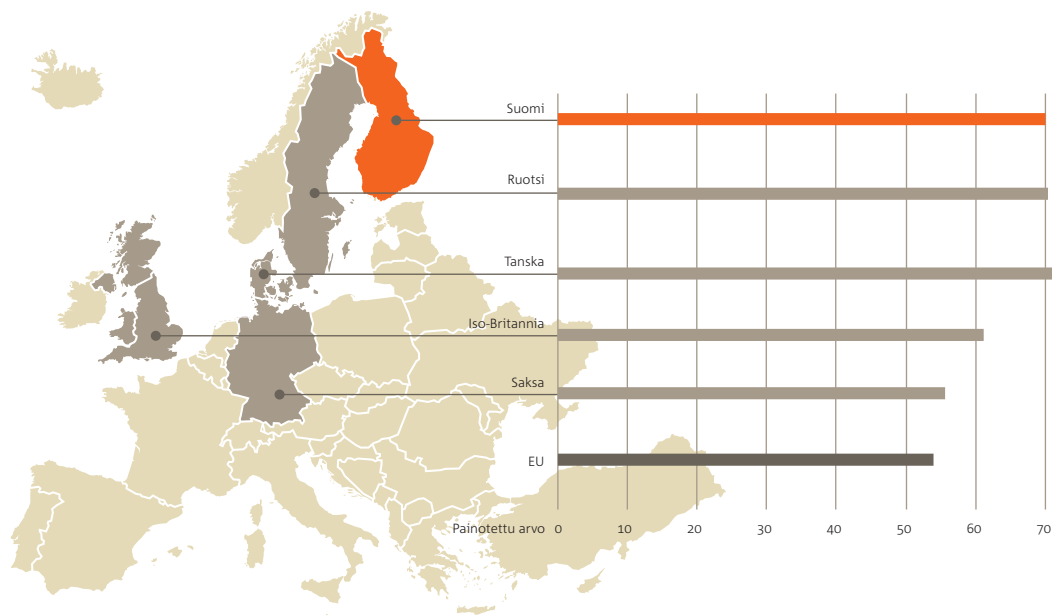 Suomi
Ruotsi
Tanska
Iso-Britannia
Saksa
EU
Painotettu arvo 0 10 20 30 40 50 60 70